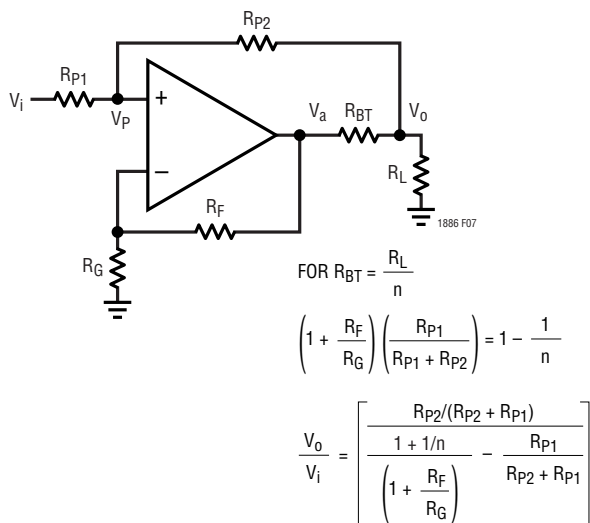 R_P2
R_P1
V_i
V_P
+
−
V_a
R_BT
V_o
R_L
1886 F07
R_F
R_G
FOR R_BT = R_L / n
(1 + R_F / R_G) (R_P1 / (R_P1 + R_P2)) = 1 − 1 / n
V_o / V_i = [ (R_P2/(R_P2 + R_P1)) / ( (1 + 1/n) / (1 + R_F / R_G) − R_P1 / (R_P2 + R_P1) ) ]